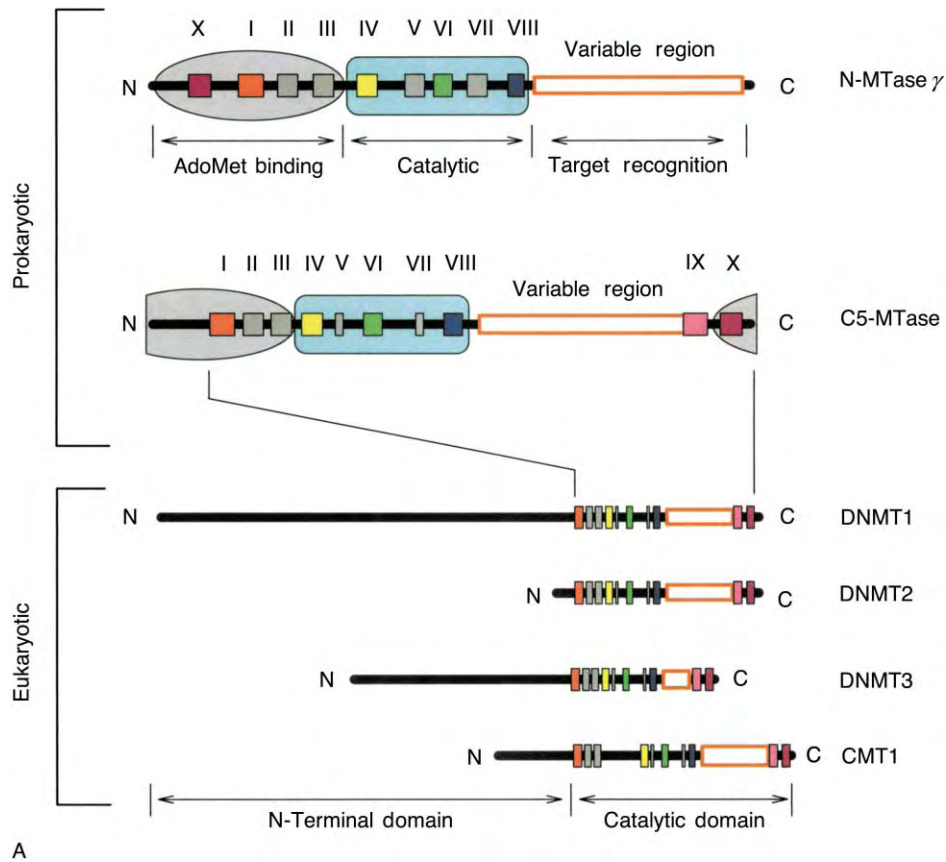 X I II III IV V VI VII VIII
Variable region
N C N-MTase γ
AdoMet binding Catalytic Target recognition
Prokaryotic
I II III IV V VI VII VIII IX X
Variable region
N C C5-MTase
Eukaryotic
N C DNMT1
N C DNMT2
N C DNMT3
N C CMT1
N-Terminal domain Catalytic domain
A